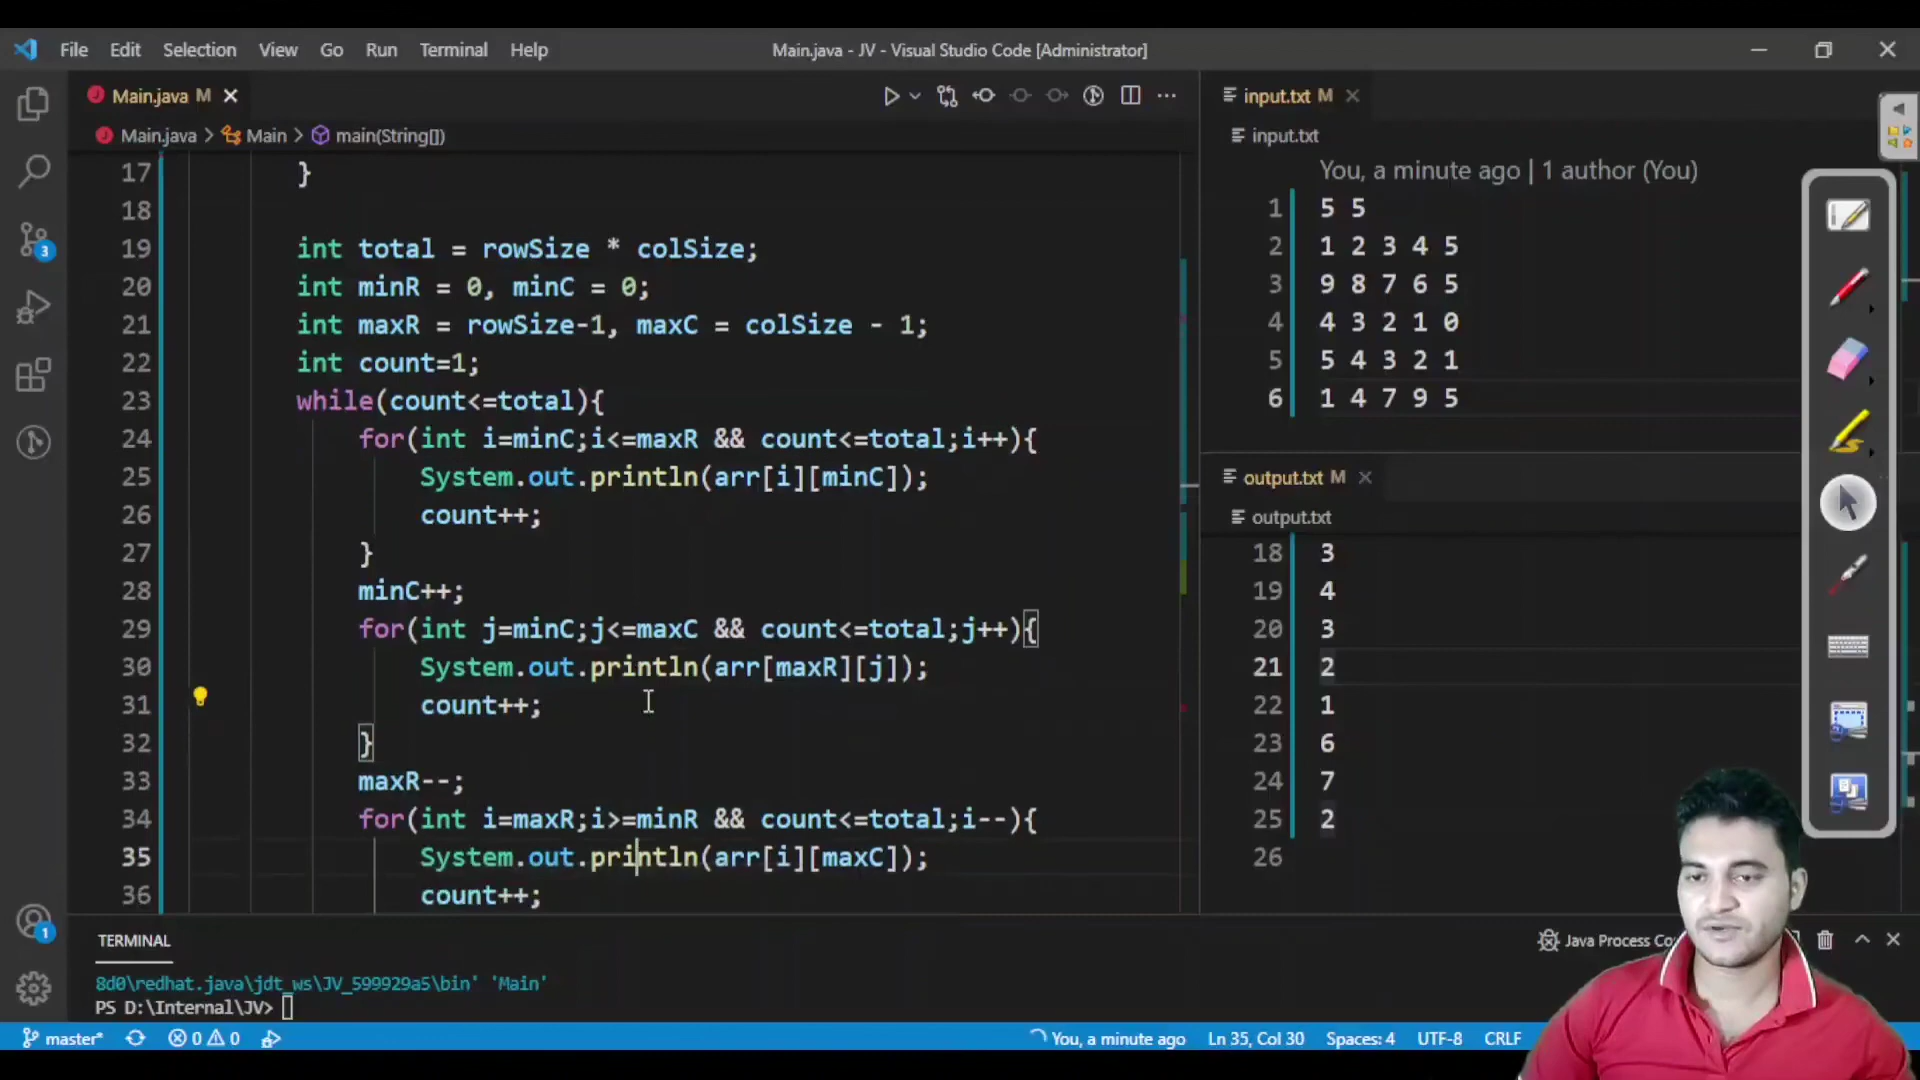 File Edit Selection View Go Run Terminal Help
Main.java - JV - Visual Studio Code [Administrator]
Main.java M
Main.java > Main > main(String[])
17 }
18
19 int total = rowSize * colSize;
20 int minR = 0, minC = 0;
21 int maxR = rowSize-1, maxC = colSize - 1;
22 int count=1;
23 while(count<=total){
24 for(int i=minC;i<=maxR && count<=total;i++){
25 System.out.println(arr[i][minC]);
26 count++;
27 }
28 minC++;
29 for(int j=minC;j<=maxC && count<=total;j++){
30 System.out.println(arr[maxR][j]);
31 count++;
32 }
33 maxR--;
34 for(int i=maxR;i>=minR && count<=total;i--){
35 System.out.println(arr[i][maxC]);
36 count++;
input.txt M
input.txt
You, a minute ago | 1 author (You)
1 5 5
2 1 2 3 4 5
3 9 8 7 6 5
4 4 3 2 1 0
5 5 4 3 2 1
6 1 4 7 9 5
output.txt M
output.txt
18 3
19 4
20 3
21 2
22 1
23 6
24 7
25 2
26
3
1
TERMINAL
Java Process Co
8d0\redhat.java\jdt_ws\JV_599929a5\bin' 'Main'
PS D:\Internal\JV>
master* 0 0 You, a minute ago Ln 35, Col 30 Spaces: 4 UTF-8 CRLF